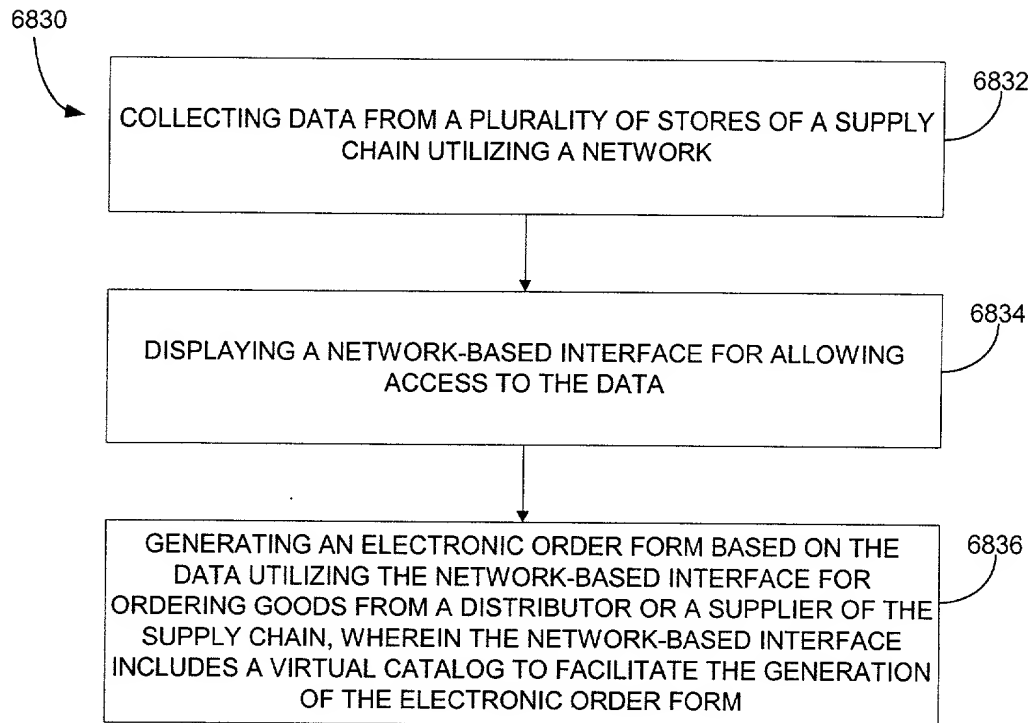 6830
6832
COLLECTING DATA FROM A PLURALITY OF STORES OF A SUPPLY
CHAIN UTILIZING A NETWORK
6834
DISPLAYING A NETWORK-BASED INTERFACE FOR ALLOWING
ACCESS TO THE DATA
6836
GENERATING AN ELECTRONIC ORDER FORM BASED ON THE
DATA UTILIZING THE NETWORK-BASED INTERFACE FOR
ORDERING GOODS FROM A DISTRIBUTOR OR A SUPPLIER OF THE
SUPPLY CHAIN, WHEREIN THE NETWORK-BASED INTERFACE
INCLUDES A VIRTUAL CATALOG TO FACILITATE THE GENERATION
OF THE ELECTRONIC ORDER FORM